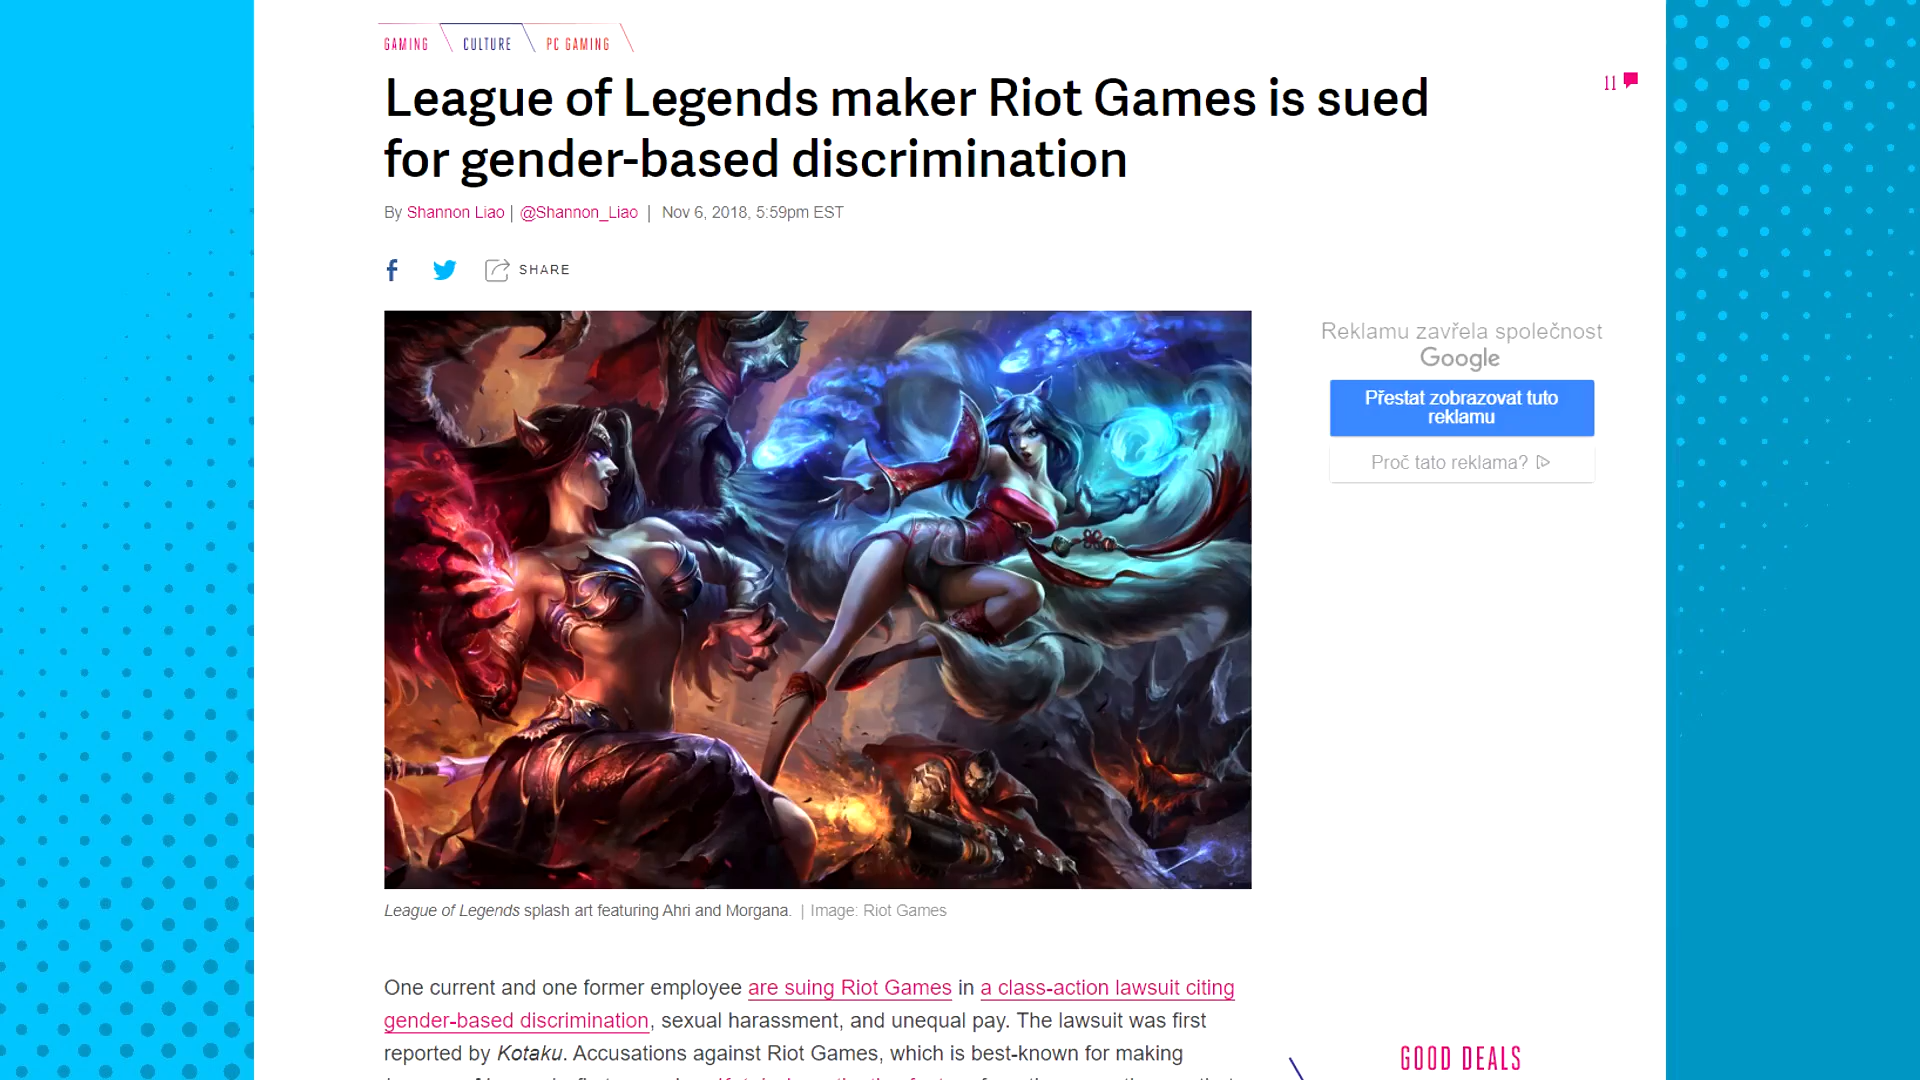 GAMING CULTURE PC GAMING
League of Legends maker Riot Games is sued
for gender-based discrimination
11
By Shannon Liao | @Shannon_Liao | Nov 6, 2018, 5:59pm EST
SHARE
Reklamu zavřela společnost
Google
Přestat zobrazovat tuto
reklamu
Proč tato reklama?
League of Legends splash art featuring Ahri and Morgana. | Image: Riot Games
One current and one former employee are suing Riot Games in a class-action lawsuit citing
gender-based discrimination, sexual harassment, and unequal pay. The lawsuit was first
reported by Kotaku. Accusations against Riot Games, which is best-known for making
GOOD DEALS